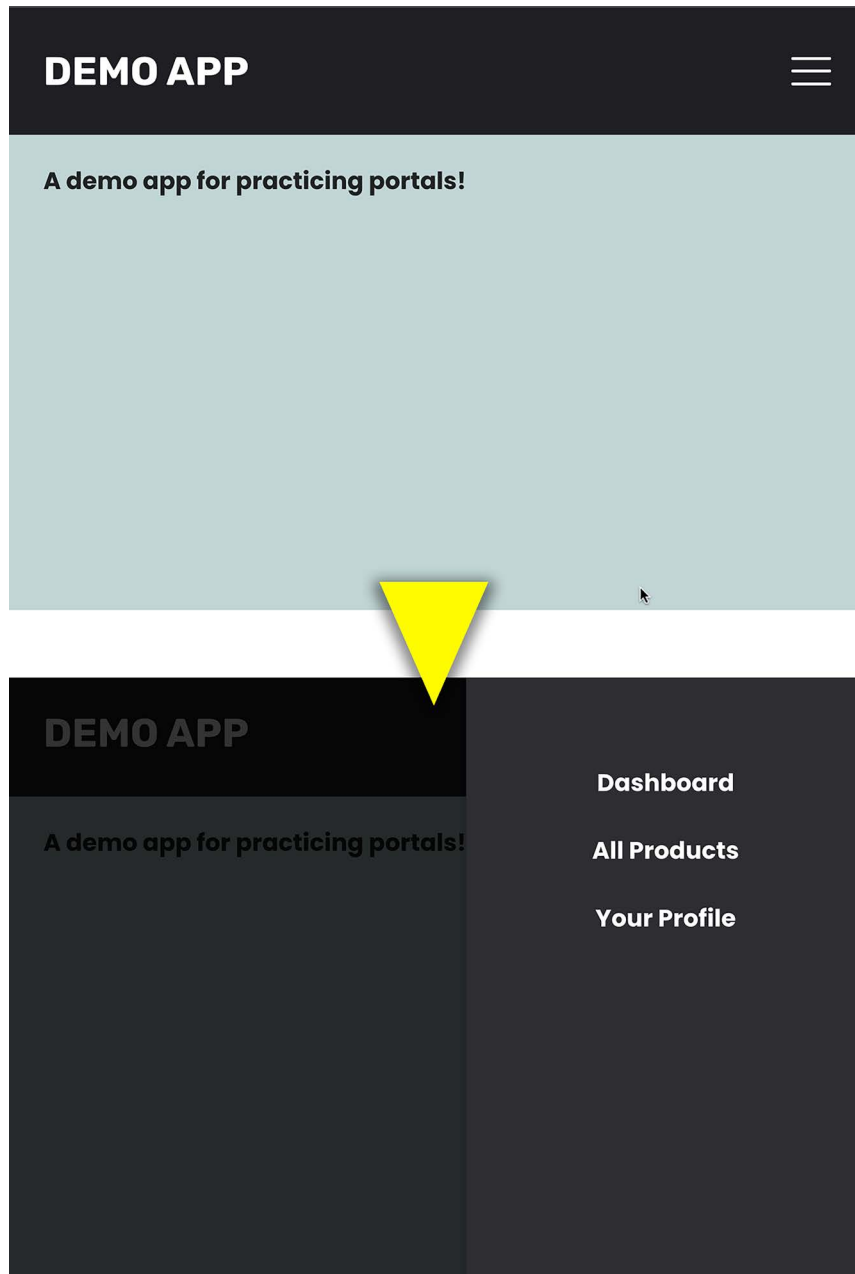 DEMO APP
A demo app for practicing portals!
DEMO APP
A demo app for practicing portals!
Dashboard
All Products
Your Profile